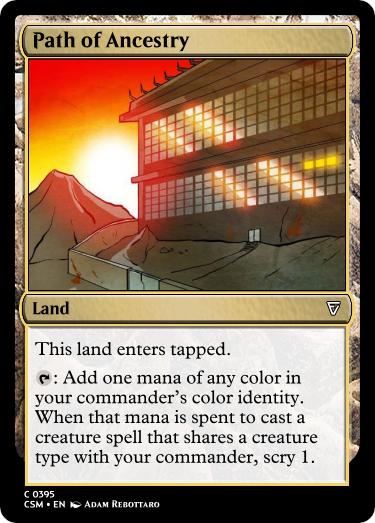 Path of Ancestry
Land
This land enters tapped.
: Add one mana of any color in
your commander's color identity.
When that mana is spent to cast a
creature spell that shares a creature
type with your commander, scry 1.
C 0395
CSM • EN Adam Rebottaro